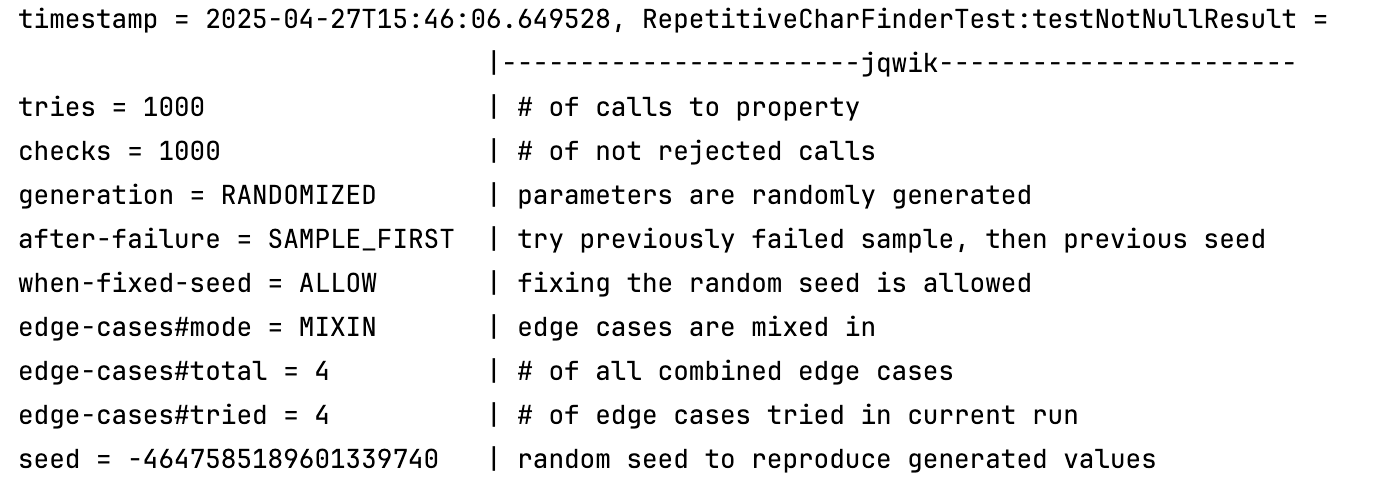 timestamp = 2025-04-27T15:46:06.649528, RepetitiveCharFinderTest:testNotNullResult =
|-----------------------jqwik-----------------------
tries = 1000 | # of calls to property
checks = 1000 | # of not rejected calls
generation = RANDOMIZED | parameters are randomly generated
after-failure = SAMPLE_FIRST | try previously failed sample, then previous seed
when-fixed-seed = ALLOW | fixing the random seed is allowed
edge-cases#mode = MIXIN | edge cases are mixed in
edge-cases#total = 4 | # of all combined edge cases
edge-cases#tried = 4 | # of edge cases tried in current run
seed = -4647585189601339740 | random seed to reproduce generated values